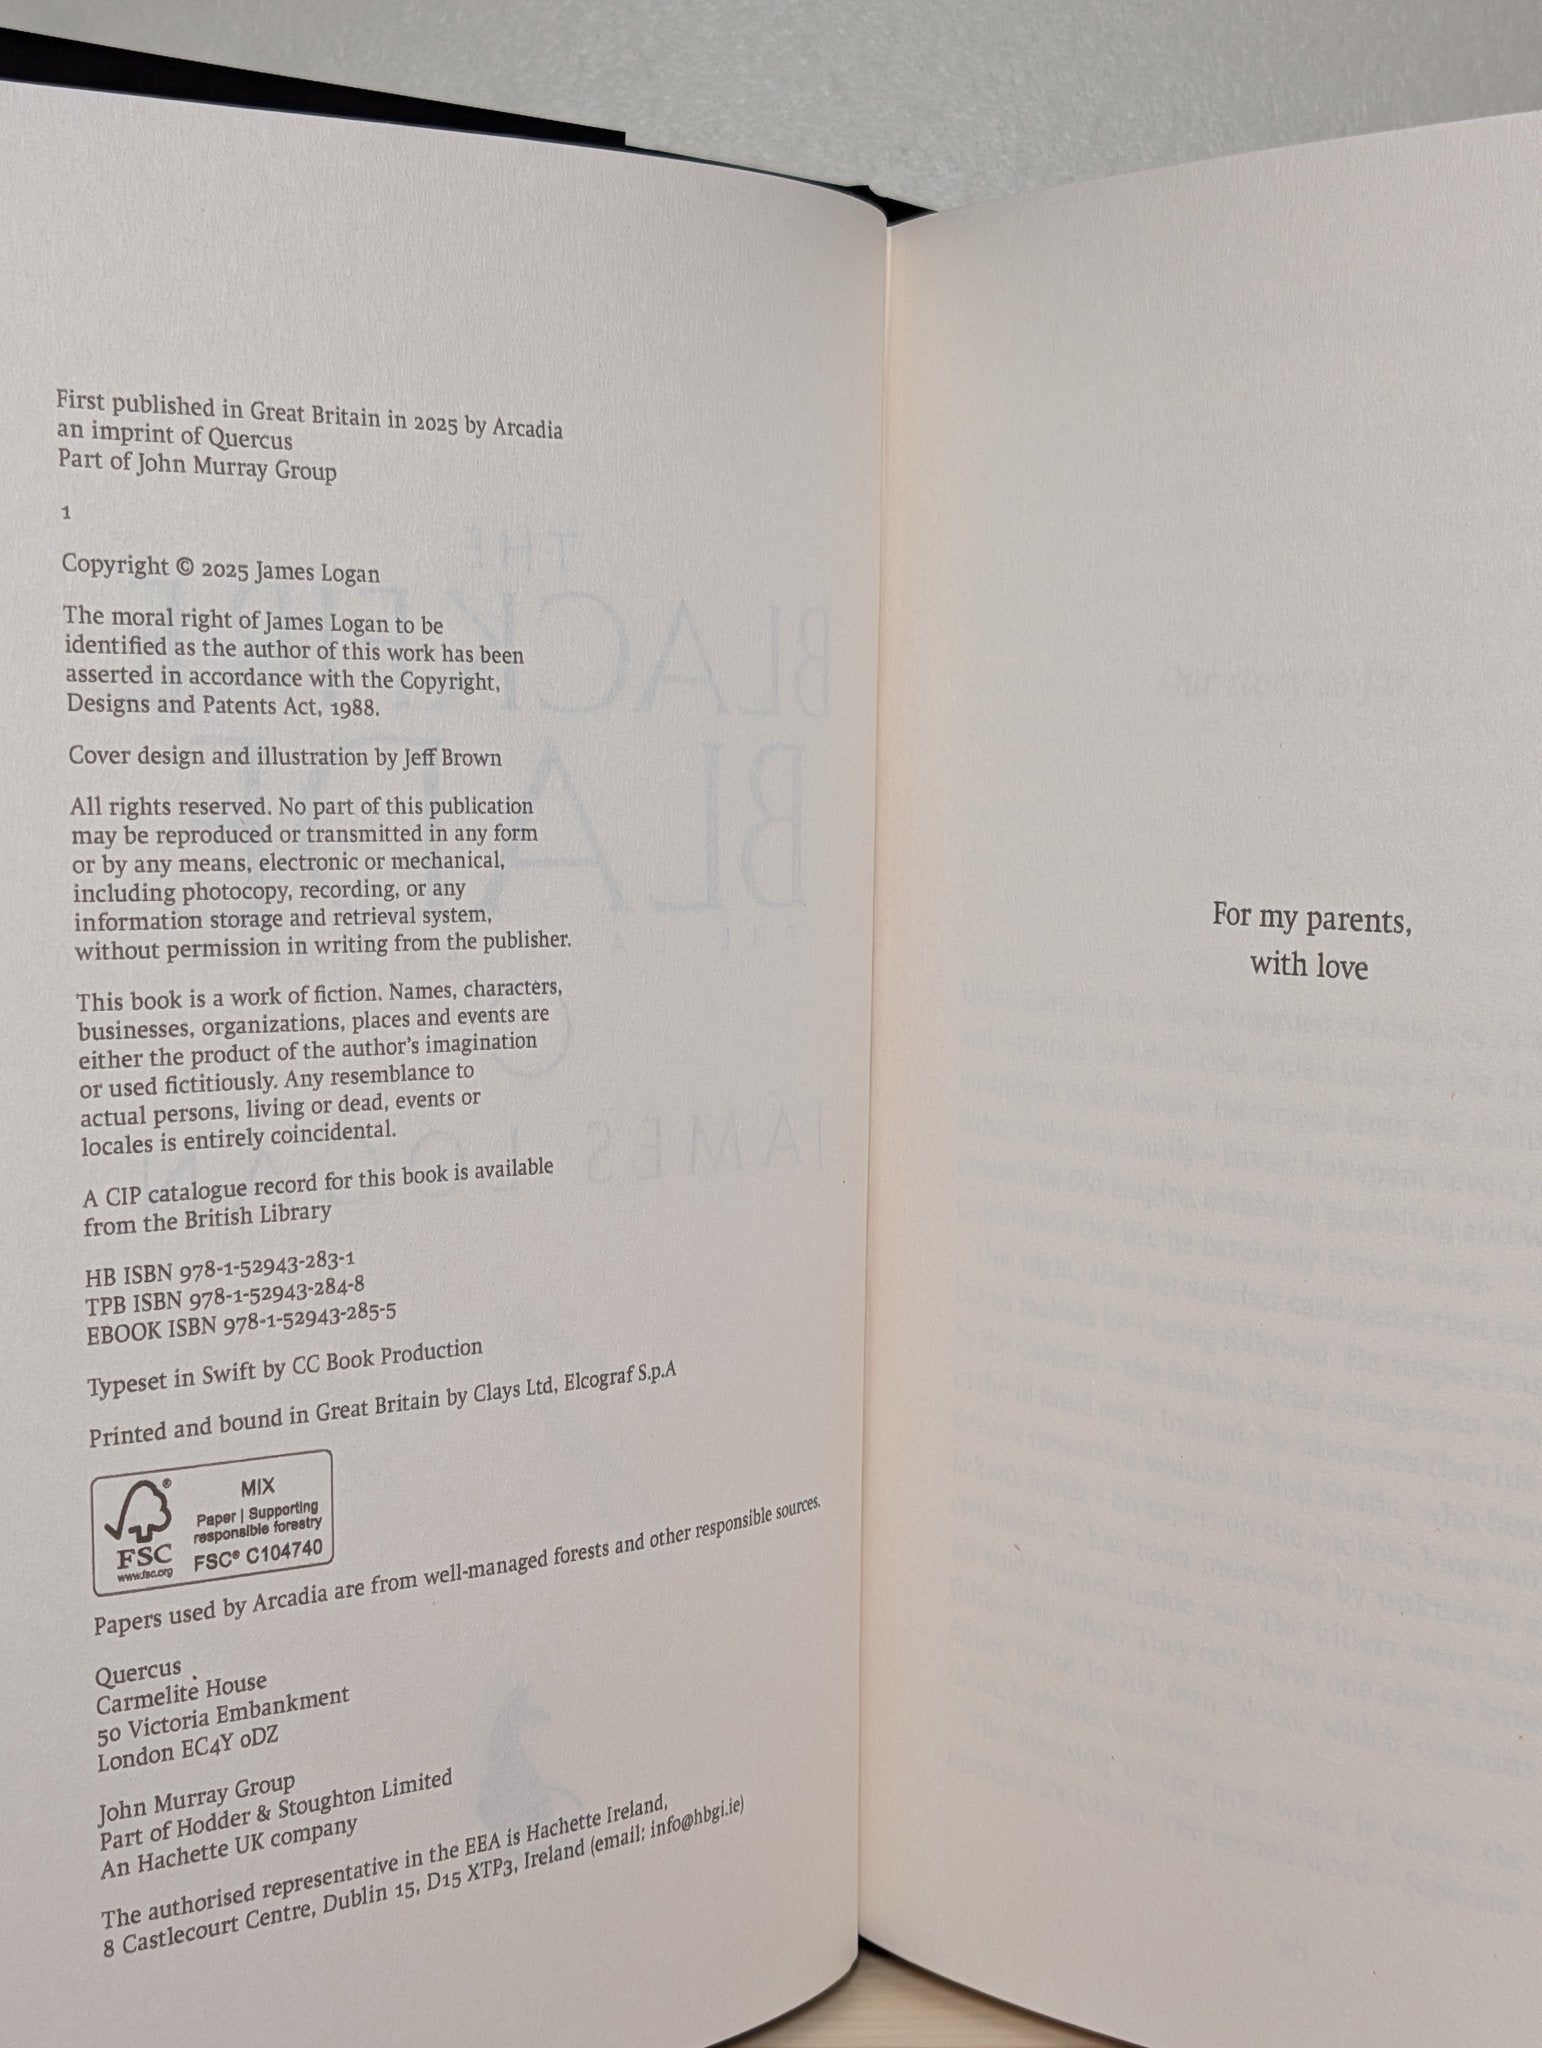 First published in Great Britain in 2025 by Arcadia
an imprint of Quercus
Part of John Murray Group
1
Copyright © 2025 James Logan
The moral right of James Logan to be
identified as the author of this work has been
asserted in accordance with the Copyright,
Designs and Patents Act, 1988.
Cover design and illustration by Jeff Brown
All rights reserved. No part of this publication
may be reproduced or transmitted in any form
or by any means, electronic or mechanical,
including photocopy, recording, or any
information storage and retrieval system,
without permission in writing from the publisher.
This book is a work of fiction. Names, characters,
businesses, organizations, places and events are
either the product of the author's imagination
or used fictitiously. Any resemblance to
actual persons, living or dead, events or
locales is entirely coincidental.
A CIP catalogue record for this book is available
from the British Library
HB ISBN 978-1-52943-283-1
TPB ISBN 978-1-52943-284-8
EBOOK ISBN 978-1-52943-285-5
Typeset in Swift by CC Book Production
Printed and bound in Great Britain by Clays Ltd, Elcograf S.p.A
FSC
www.fsc.org
MIX
Paper | Supporting
responsible forestry
FSC® C104740
Papers used by Arcadia are from well-managed forests and other responsible sources.
Quercus
Carmelite House
50 Victoria Embankment
London EC4Y 0DZ
John Murray Group
Part of Hodder & Stoughton Limited
An Hachette UK company
The authorised representative in the EEA is Hachette Ireland,
8 Castlecourt Centre, Dublin 15, D15 XTP3, Ireland (email: info@hbgi.ie)
For my parents,
with love